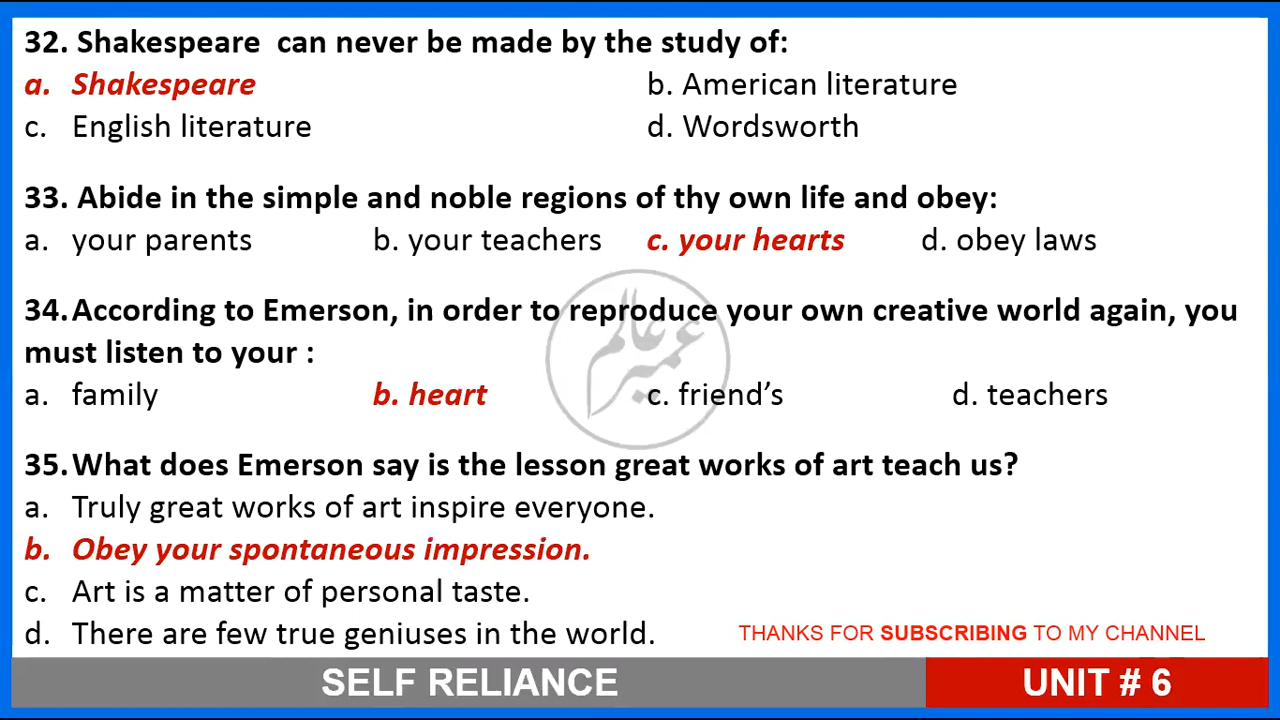 32. Shakespeare can never be made by the study of:
a. Shakespeare b. American literature
c. English literature d. Wordsworth
33. Abide in the simple and noble regions of thy own life and obey:
a. your parents b. your teachers c. your hearts d. obey laws
34. According to Emerson, in order to reproduce your own creative world again, you
must listen to your :
a. family b. heart c. friend’s d. teachers
عمیر عالم
35. What does Emerson say is the lesson great works of art teach us?
a. Truly great works of art inspire everyone.
b. Obey your spontaneous impression.
c. Art is a matter of personal taste.
d. There are few true geniuses in the world.
THANKS FOR SUBSCRIBING TO MY CHANNEL
SELF RELIANCE UNIT # 6